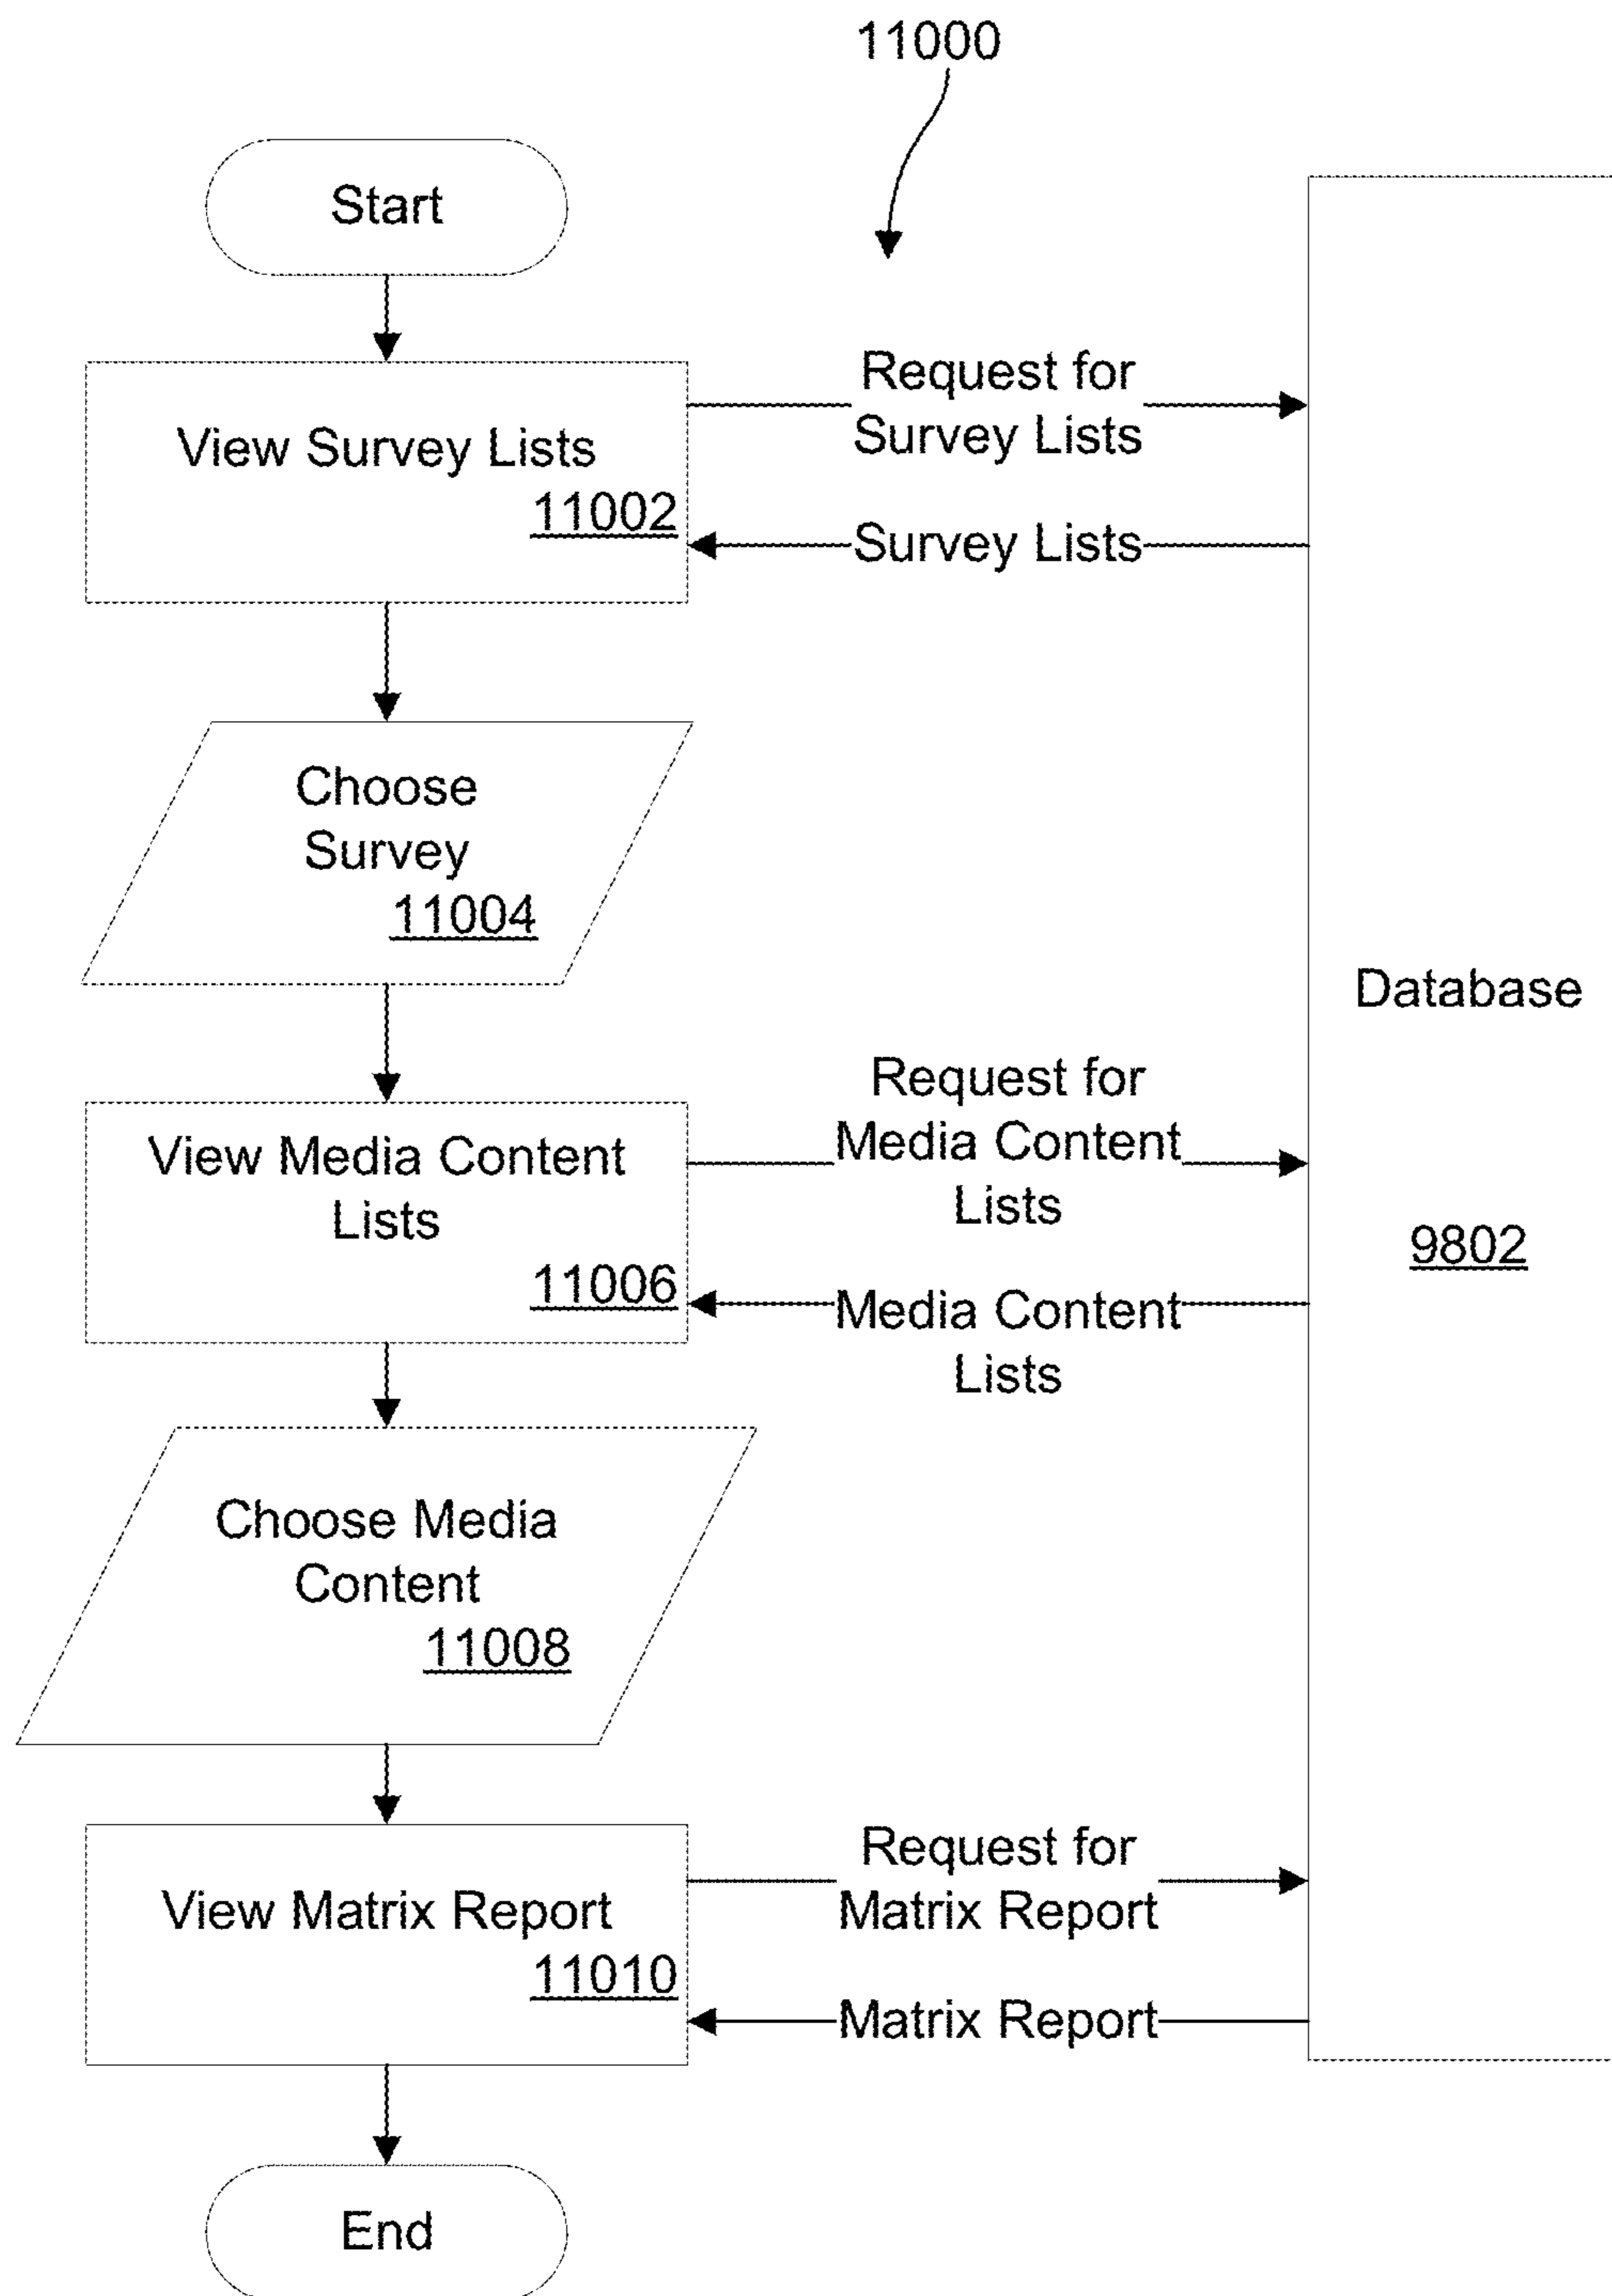 11000
Start
View Survey Lists
11002
Request for
Survey Lists
Survey Lists
Choose
Survey
11004
Database
9802
View Media Content
Lists
11006
Request for
Media Content
Lists
Media Content
Lists
Choose Media
Content
11008
View Matrix Report
11010
Request for
Matrix Report
Matrix Report
End